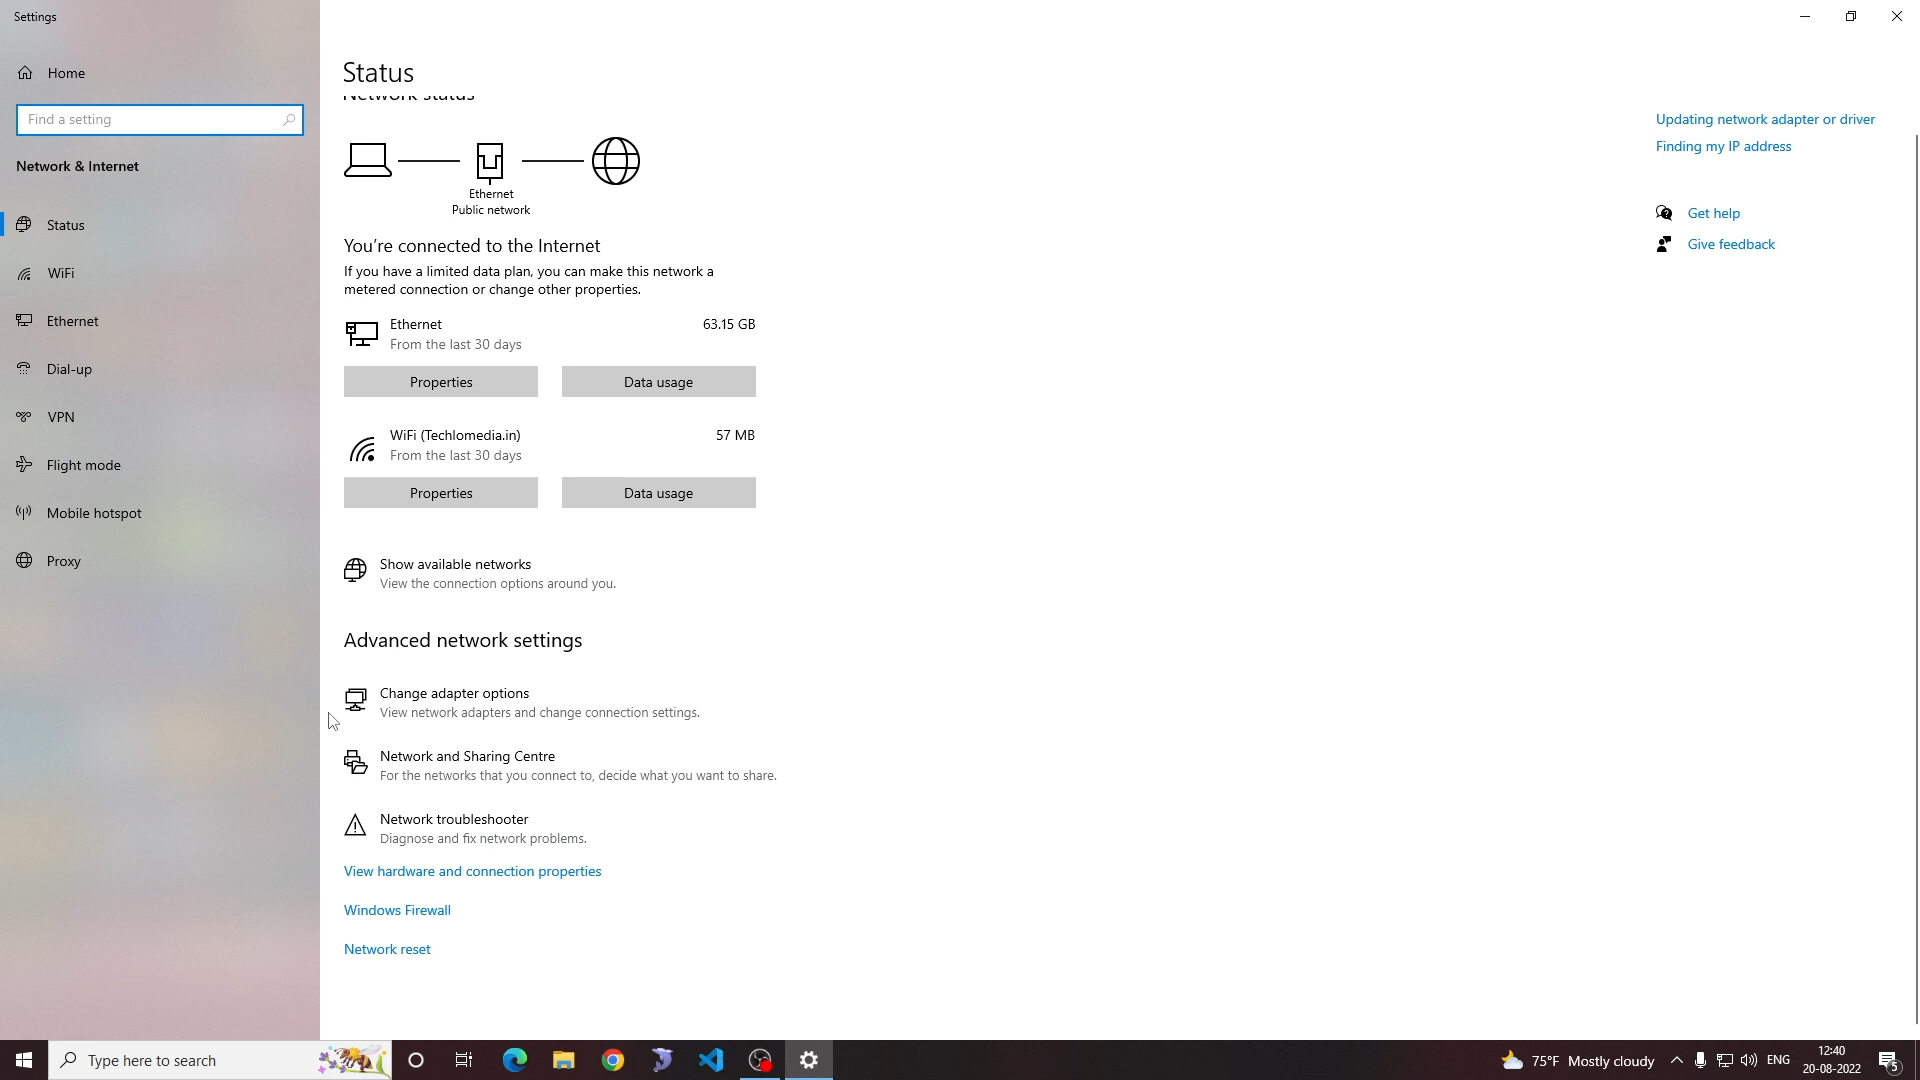 Settings
Home
Find a setting
Network & Internet
Status
WiFi
Ethernet
Dial-up
VPN
Flight mode
Mobile hotspot
Proxy
Status
Network status
Ethernet
Public network
You're connected to the Internet
If you have a limited data plan, you can make this network a
metered connection or change other properties.
Ethernet 63.15 GB
From the last 30 days
Properties Data usage
WiFi (Techlomedia.in) 57 MB
From the last 30 days
Properties Data usage
Show available networks
View the connection options around you.
Advanced network settings
Change adapter options
View network adapters and change connection settings.
Network and Sharing Centre
For the networks that you connect to, decide what you want to share.
Network troubleshooter
Diagnose and fix network problems.
View hardware and connection properties
Windows Firewall
Network reset
Updating network adapter or driver
Finding my IP address
Get help
Give feedback
Type here to search
75°F Mostly cloudy
ENG
12:40
20-08-2022
5